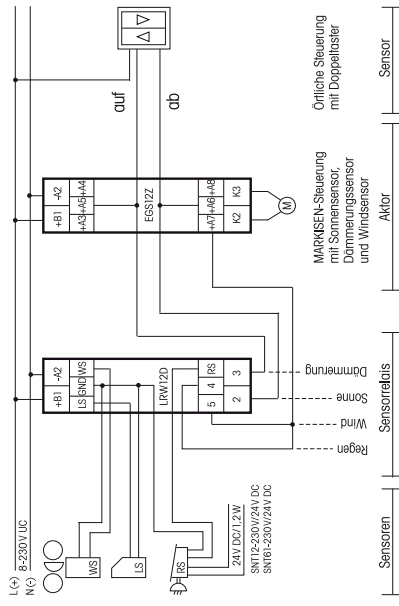 L(+)
N(-) 8-230V UC
auf
ab
+B1 -A2
LS GND WS
LRW12D
5 4 RS
2 3
+B1 -A2
+A3+A5+A4
EGS12Z
+A7+A6+A8
K2 K3
M
WS
LS
RS
24V DC/1,2W
SNT12-230V/24V DC
SNT61-230V/24V DC
Regen
Wind
Sonne
Dämmerung
MARKISEN-Steuerung
mit Sonnensensor,
Dämmerungssensor
und Windsensor
Örtliche Steuerung
mit Doppeltaster
Sensoren
Sensorrelais
Aktor
Sensor